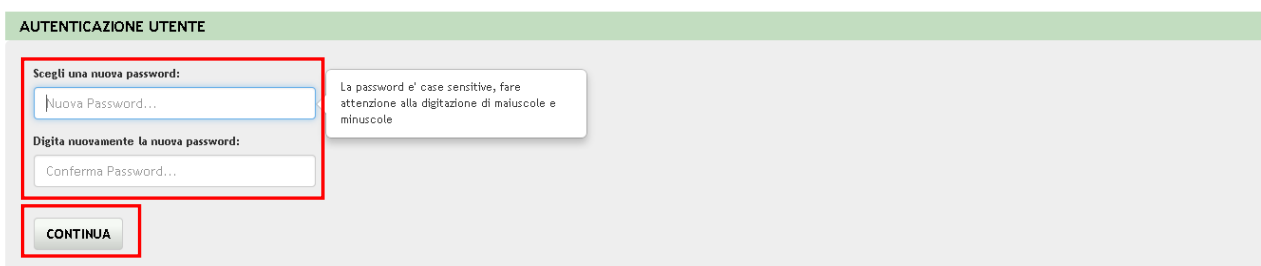 AUTENTICAZIONE UTENTE
Scegli una nuova password:
Nuova Password...
La password e' case sensitive, fare
attenzione alla digitazione di maiuscole e
minuscole
Digita nuovamente la nuova password:
Conferma Password...
CONTINUA